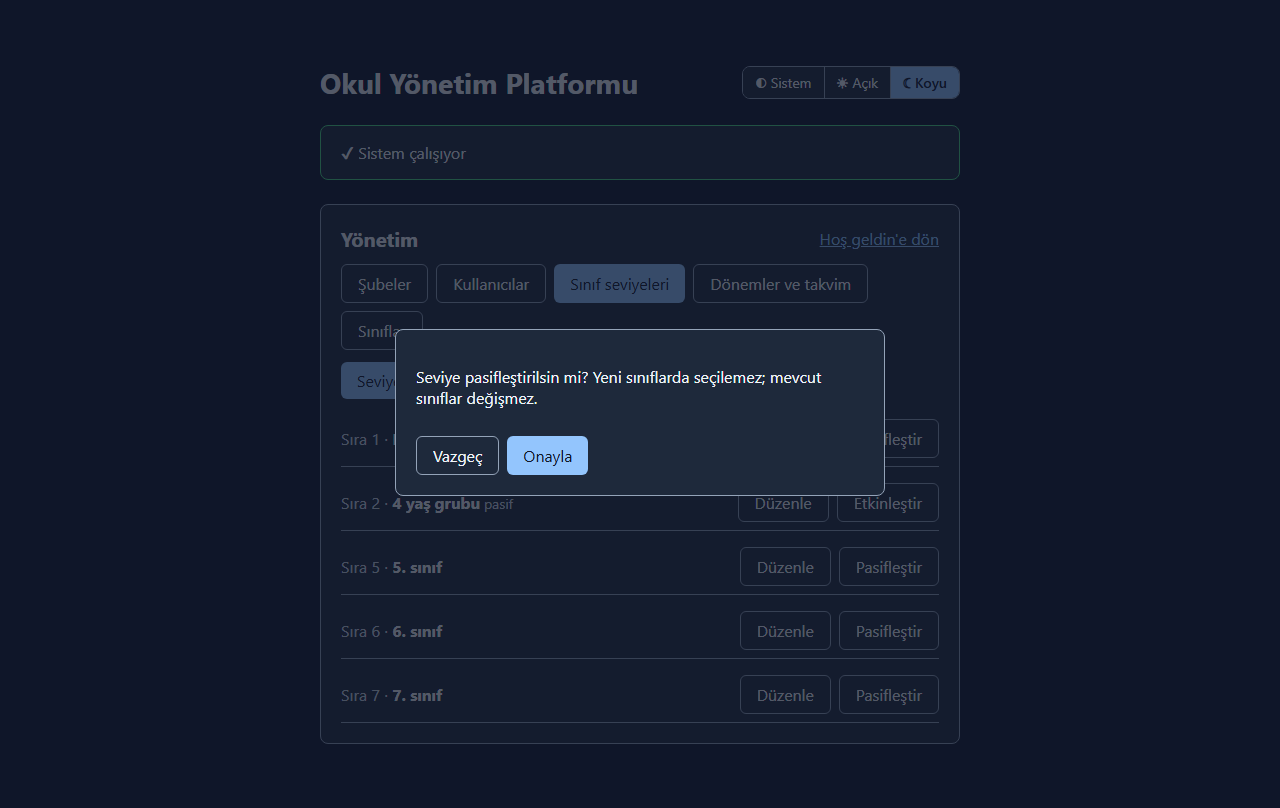 Okul Yönetim Platformu
◐ Sistem ☀ Açık ☾ Koyu
✓ Sistem çalışıyor
Yönetim
Hoş geldin'e dön
Şubeler Kullanıcılar Sınıf seviyeleri Dönemler ve takvim
Seviye pasifleştirilsin mi? Yeni sınıflarda seçilemez; mevcut
sınıflar değişmez.
Vazgeç Onayla
Sıra 1 ·
Sıra 2 · 4 yaş grubu pasif Düzenle Etkinleştir
Sıra 5 · 5. sınıf Düzenle Pasifleştir
Sıra 6 · 6. sınıf Düzenle Pasifleştir
Sıra 7 · 7. sınıf Düzenle Pasifleştir